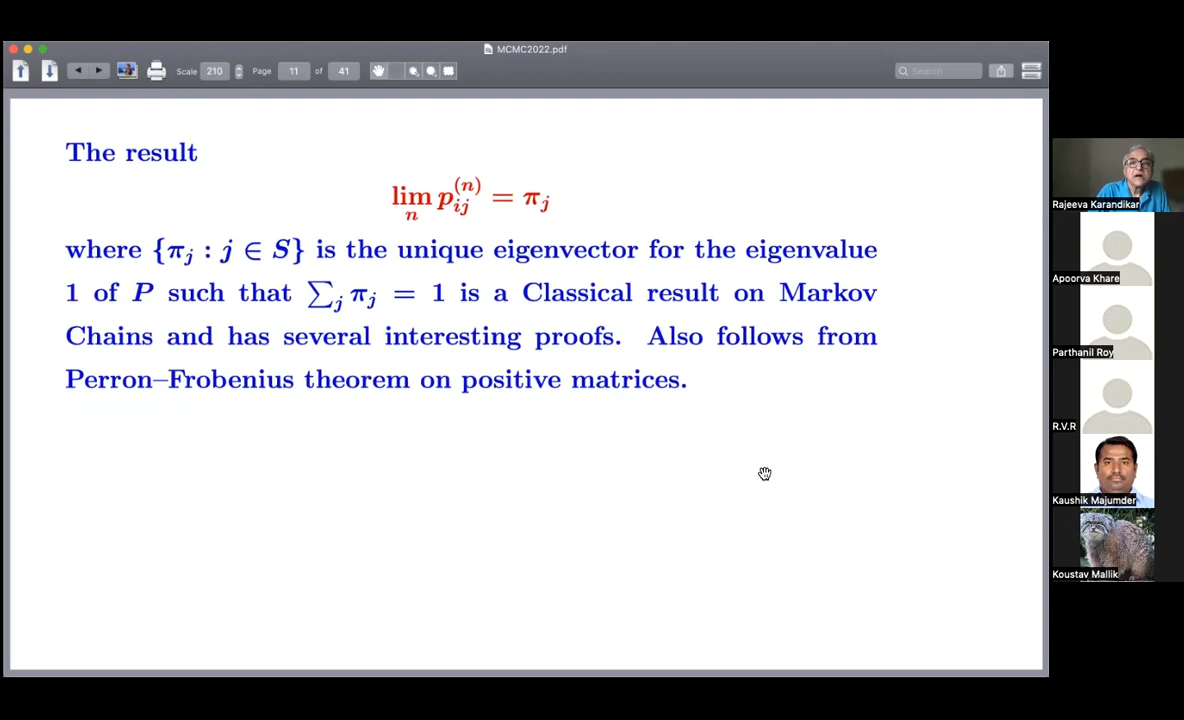 MCMC2022.pdf
Scale 210 Page 11 of 41 Search
The result
lim_n p_{ij}^{(n)} = π_j
where {π_j : j ∈ S} is the unique eigenvector for the eigenvalue
1 of P such that ∑_j π_j = 1 is a Classical result on Markov
Chains and has several interesting proofs. Also follows from
Perron–Frobenius theorem on positive matrices.
Rajeeva Karandikar
Apoorva Khare
Parthanil Roy
R.V.R
Kaushik Majumder
Koustav Mallik